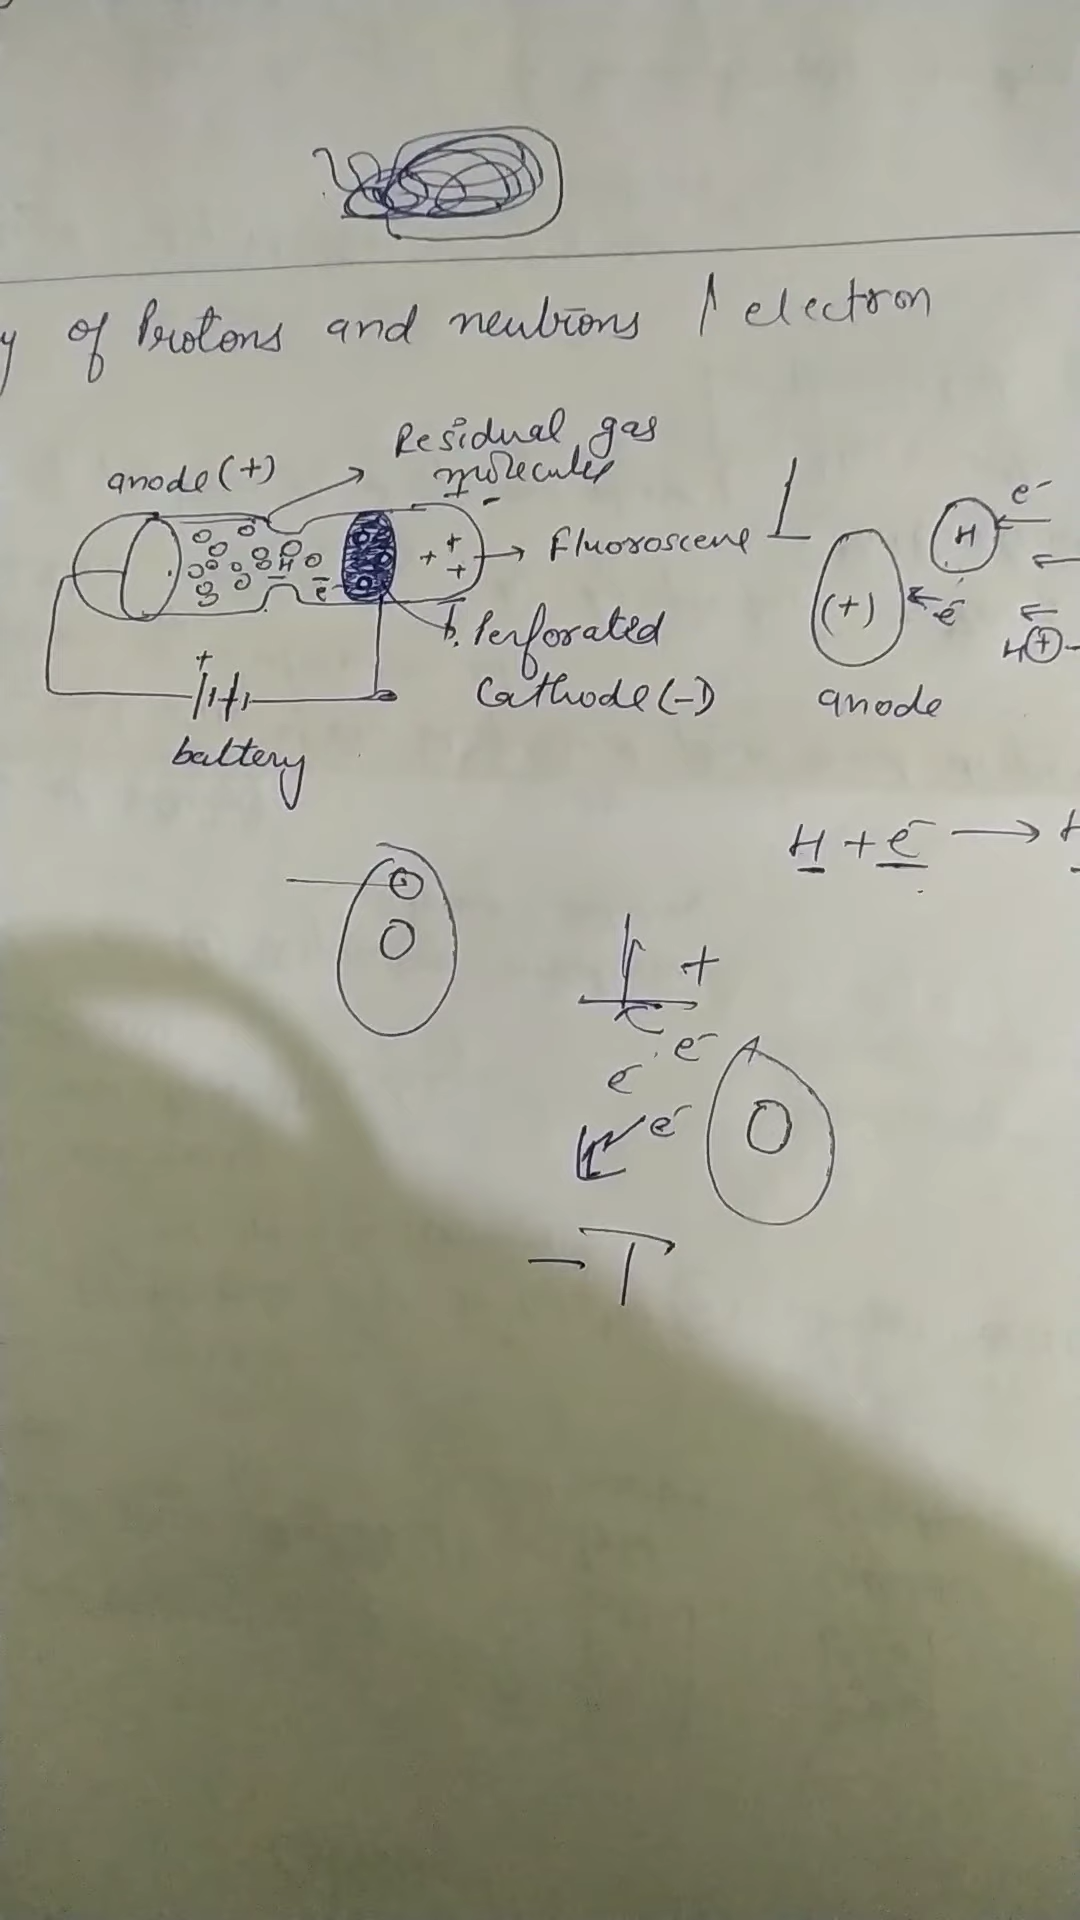 y of Protons and neutrons / electron
Residual gas
molecules
anode (+)
Fluoroscene
H
e-
H
e-
+ + +
(+)
e-
H +
b. Perforated
Cathode (-)
anode
+
battery
H + e- →
+
e-
e-
e-
-